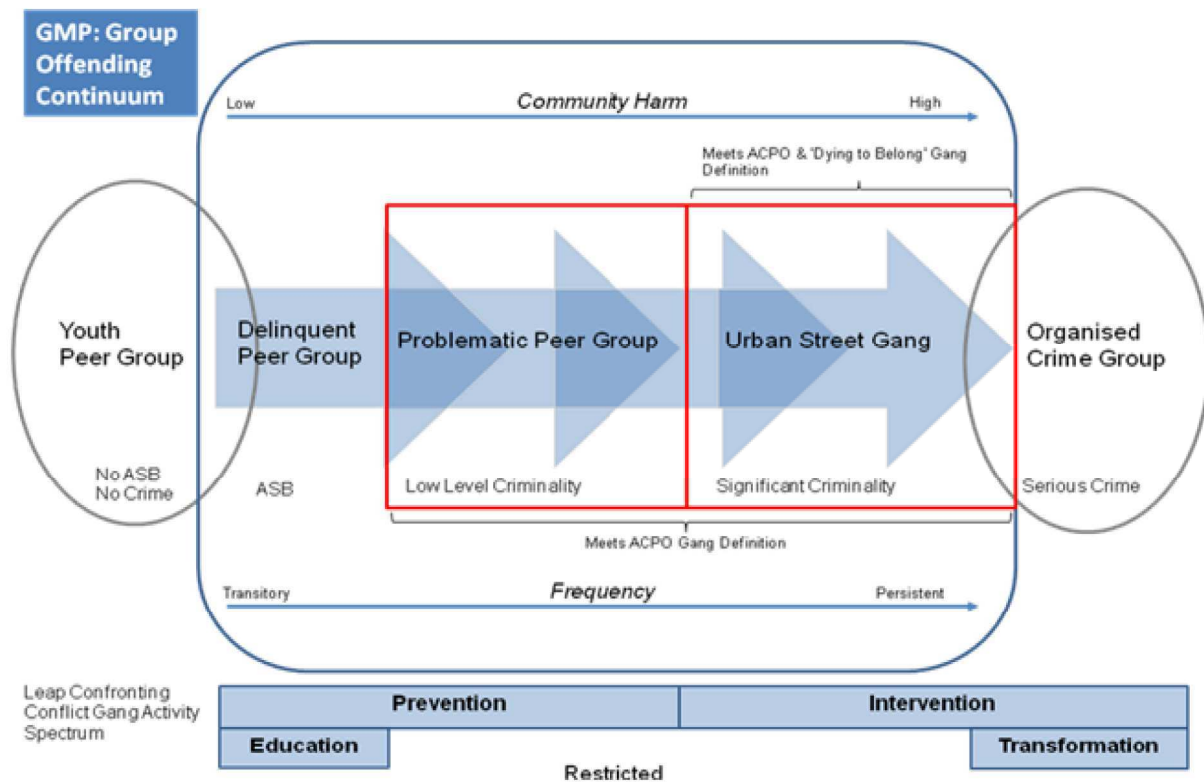 GMP: Group
Offending
Continuum
Low
Community Harm
High
Meets ACPO & 'Dying to Belong' Gang
Definition
Youth
Peer Group
Delinquent
Peer Group
Problematic Peer Group
Urban Street Gang
Organised
Crime Group
No ASB
No Crime
ASB
Low Level Criminality
Significant Criminality
Serious Crime
Meets ACPO Gang Definition
Transitory
Frequency
Persistent
Leap Confronting
Conflict Gang Activity
Spectrum
Prevention
Intervention
Education
Transformation
Restricted